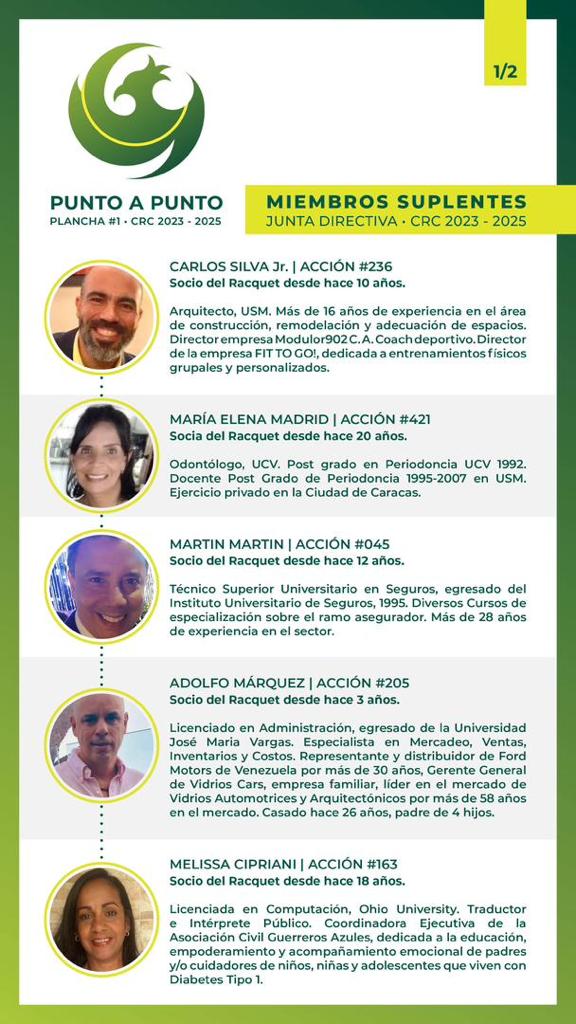 1/2
PUNTO A PUNTO
PLANCHA #1 • CRC 2023 - 2025
MIEMBROS SUPLENTES
JUNTA DIRECTIVA • CRC 2023 - 2025
CARLOS SILVA Jr. | ACCIÓN #236
Socio del Racquet desde hace 10 años.
Arquitecto, USM. Más de 16 años de experiencia en el área
de construcción, remodelación y adecuación de espacios.
Director empresa Modulor902 C. A. Coach deportivo. Director
de la empresa FIT TO GO!, dedicada a entrenamientos físicos
grupales y personalizados.
MARÍA ELENA MADRID | ACCIÓN #421
Socia del Racquet desde hace 20 años.
Odontólogo, UCV. Post grado en Periodoncia UCV 1992.
Docente Post Grado de Periodoncia 1995-2007 en USM.
Ejercicio privado en la Ciudad de Caracas.
MARTIN MARTIN | ACCIÓN #045
Socio del Racquet desde hace 12 años.
Técnico Superior Universitario en Seguros, egresado del
Instituto Universitario de Seguros, 1995. Diversos Cursos de
especialización sobre el ramo asegurador. Más de 28 años
de experiencia en el sector.
ADOLFO MÁRQUEZ | ACCIÓN #205
Socio del Racquet desde hace 3 años.
Licenciado en Administración, egresado de la Universidad
José Maria Vargas. Especialista en Mercadeo, Ventas,
Inventarios y Costos. Representante y distribuidor de Ford
Motors de Venezuela por más de 30 años, Gerente General
de Vidrios Cars, empresa familiar, líder en el mercado de
Vidrios Automotrices y Arquitectónicos por más de 58 años
en el mercado. Casado hace 26 años, padre de 4 hijos.
MELISSA CIPRIANI | ACCIÓN #163
Socio del Racquet desde hace 18 años.
Licenciada en Computación, Ohio University. Traductor
e Intérprete Público. Coordinadora Ejecutiva de la
Asociación Civil Guerreros Azules, dedicada a la educación,
empoderamiento y acompañamiento emocional de padres
y/o cuidadores de niños, niñas y adolescentes que viven con
Diabetes Tipo 1.